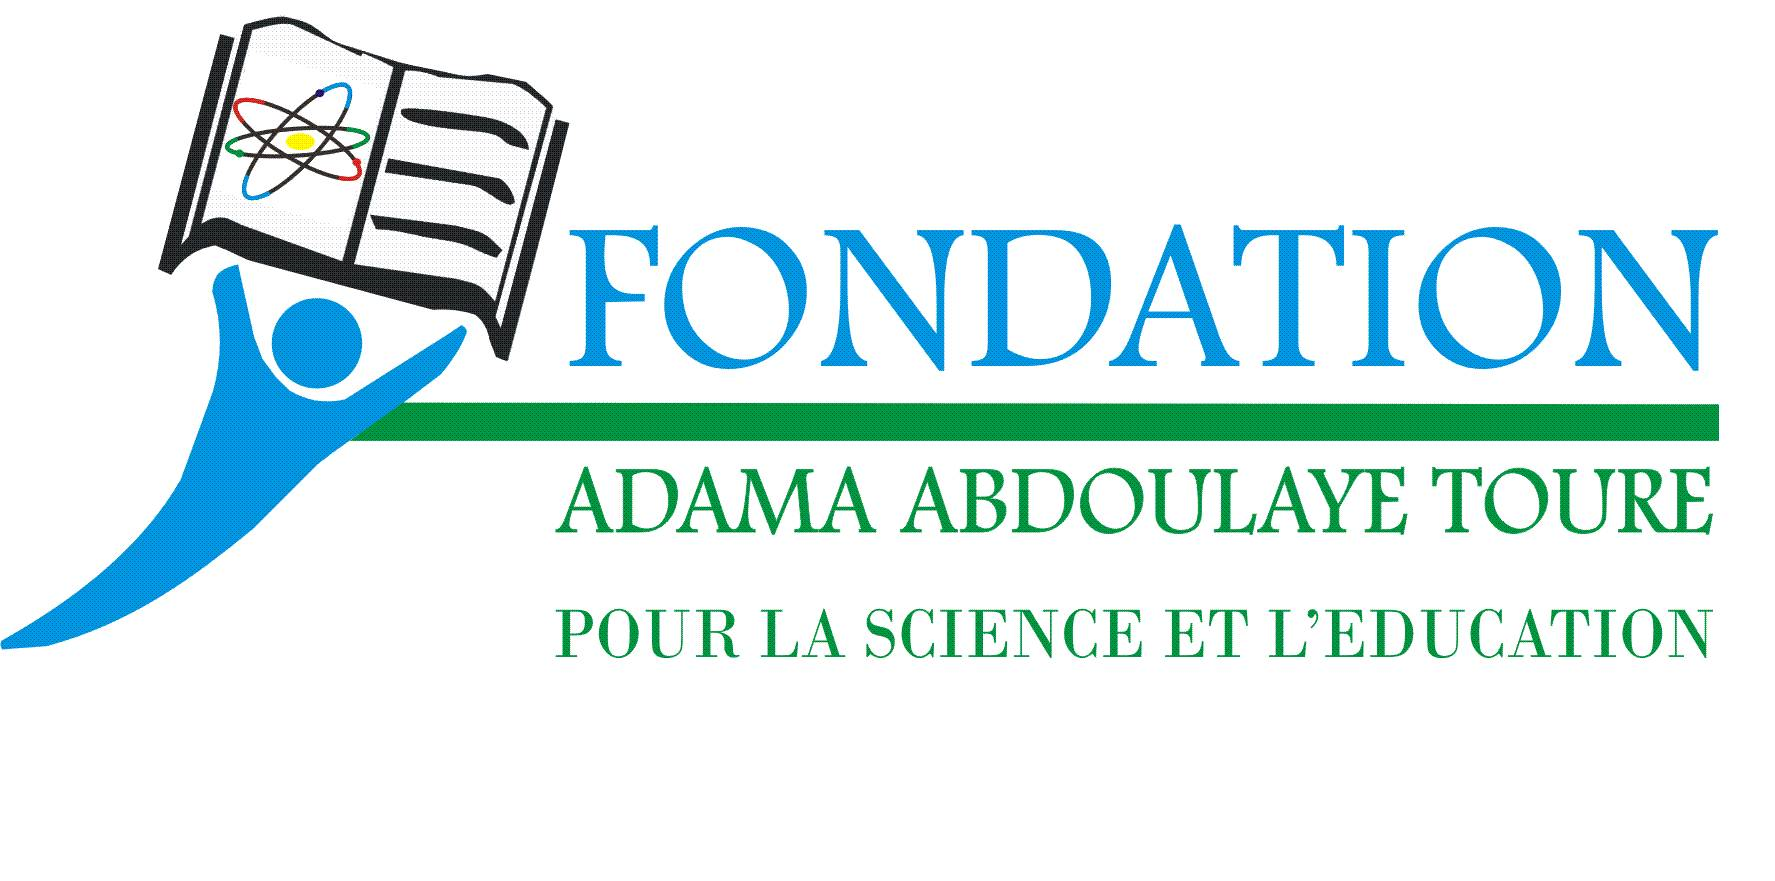 FONDATION
ADAMA ABDOULAYE TOURE
POUR LA SCIENCE ET L’EDUCATION